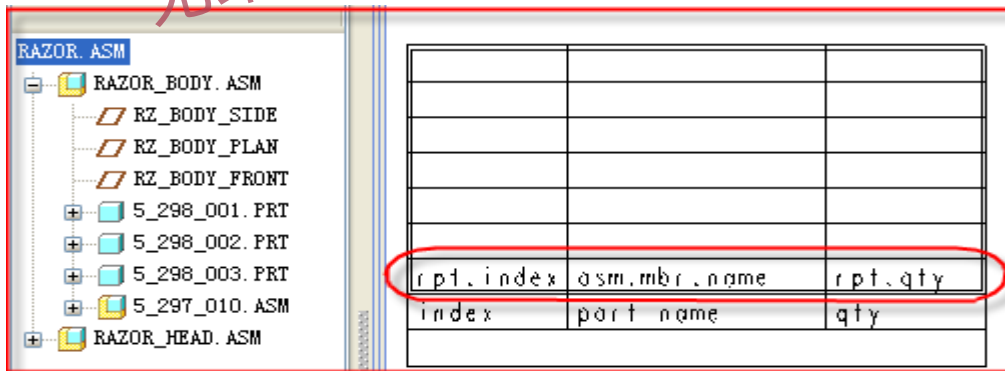 RAZOR. ASM
RAZOR_BODY. ASM
RZ_BODY_SIDE
RZ_BODY_PLAN
RZ_BODY_FRONT
5_298_001. PRT
5_298_002. PRT
5_298_003. PRT
5_297_010. ASM
RAZOR_HEAD. ASM
rpt.index asm.mbr.name rpt.qty
index part name qty